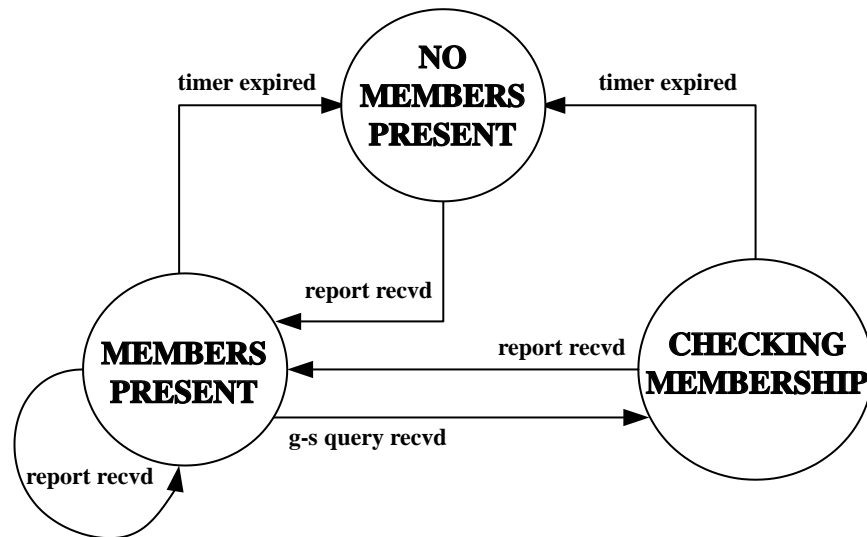 NO
MEMBERS
PRESENT
timer expired
timer expired
report recvd
MEMBERS
PRESENT
report recvd
CHECKING
MEMBERSHIP
g-s query recvd
report recvd